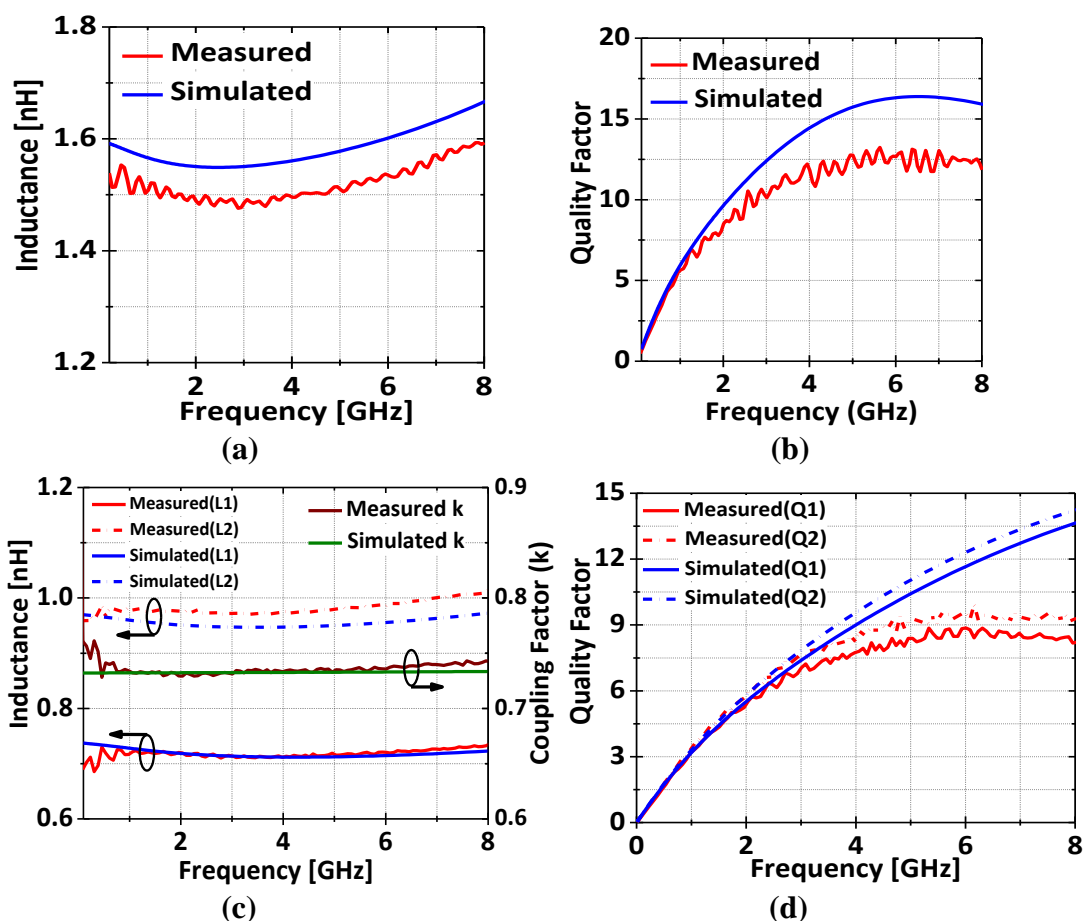 1.8
1.6
1.4
1.2
Inductance [nH]
Measured
Simulated
2 4 6 8
Frequency [GHz]
(a)
20
15
10
5
0
Quality Factor
Measured
Simulated
2 4 6 8
Frequency (GHz)
(b)
1.2
1.0
0.8
0.6
Inductance [nH]
Measured(L1)
Measured(L2)
Simulated(L1)
Simulated(L2)
Measured k
Simulated k
0.9
0.8
0.7
0.6
Coupling Factor (k)
2 4 6 8
Frequency [GHz]
(c)
15
12
9
6
3
0
Quality Factor
Measured(Q1)
Measured(Q2)
Simulated(Q1)
Simulated(Q2)
0 2 4 6 8
Frequency [GHz]
(d)